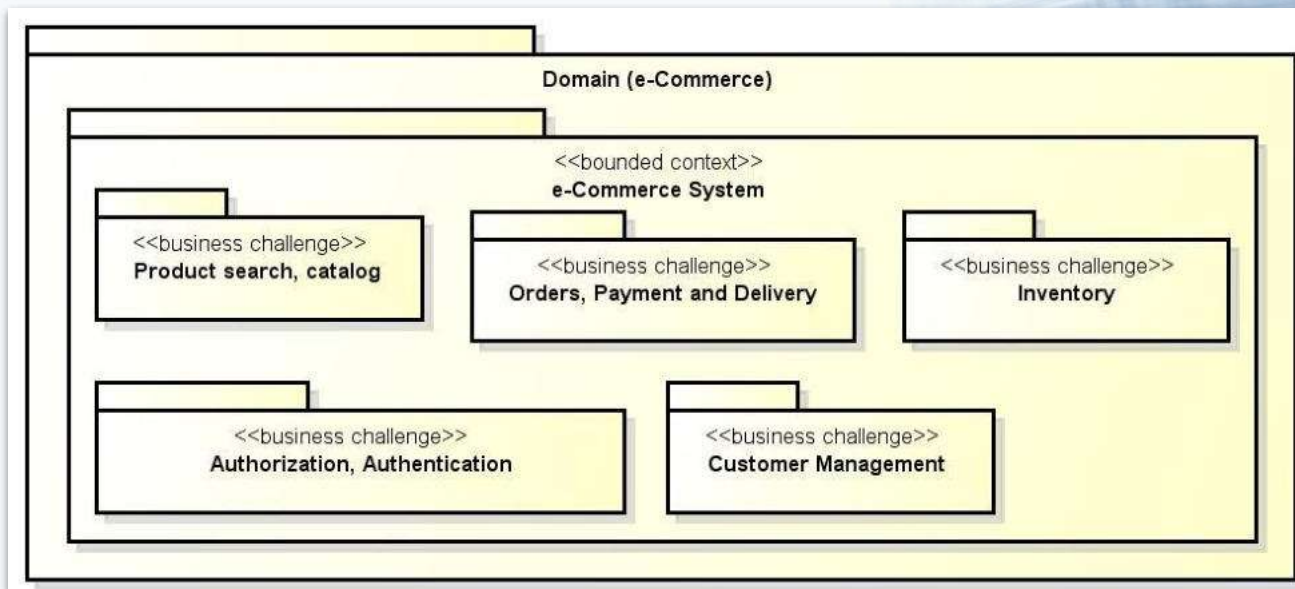 Domain (e-Commerce)
<<bounded context>>
e-Commerce System
<<business challenge>>
Product search, catalog
<<business challenge>>
Orders, Payment and Delivery
<<business challenge>>
Inventory
<<business challenge>>
Authorization, Authentication
<<business challenge>>
Customer Management